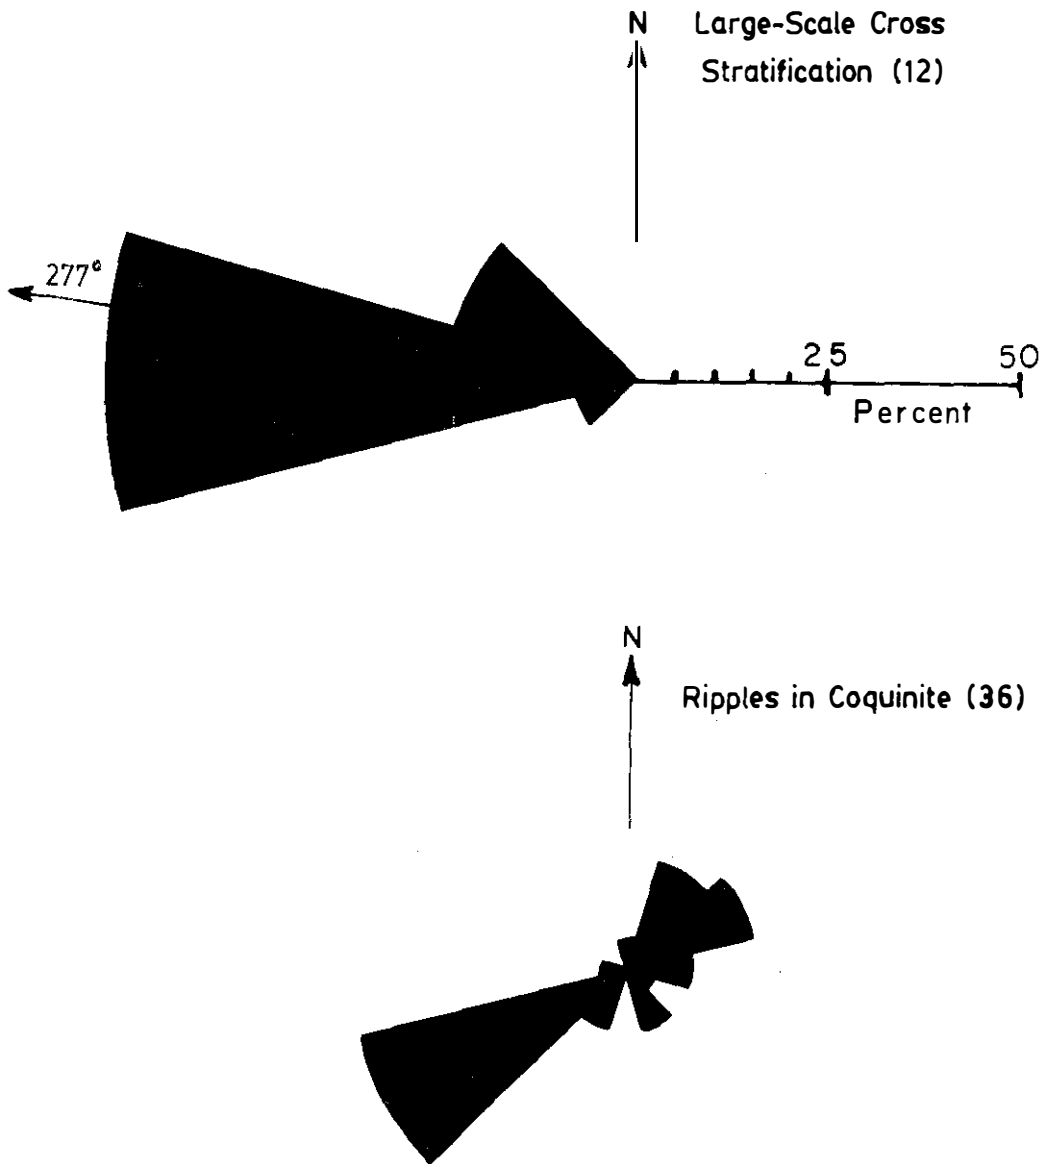 N Large-Scale Cross
Stratification (12)
277°
25 50
Percent
N
Ripples in Coquinite (36)